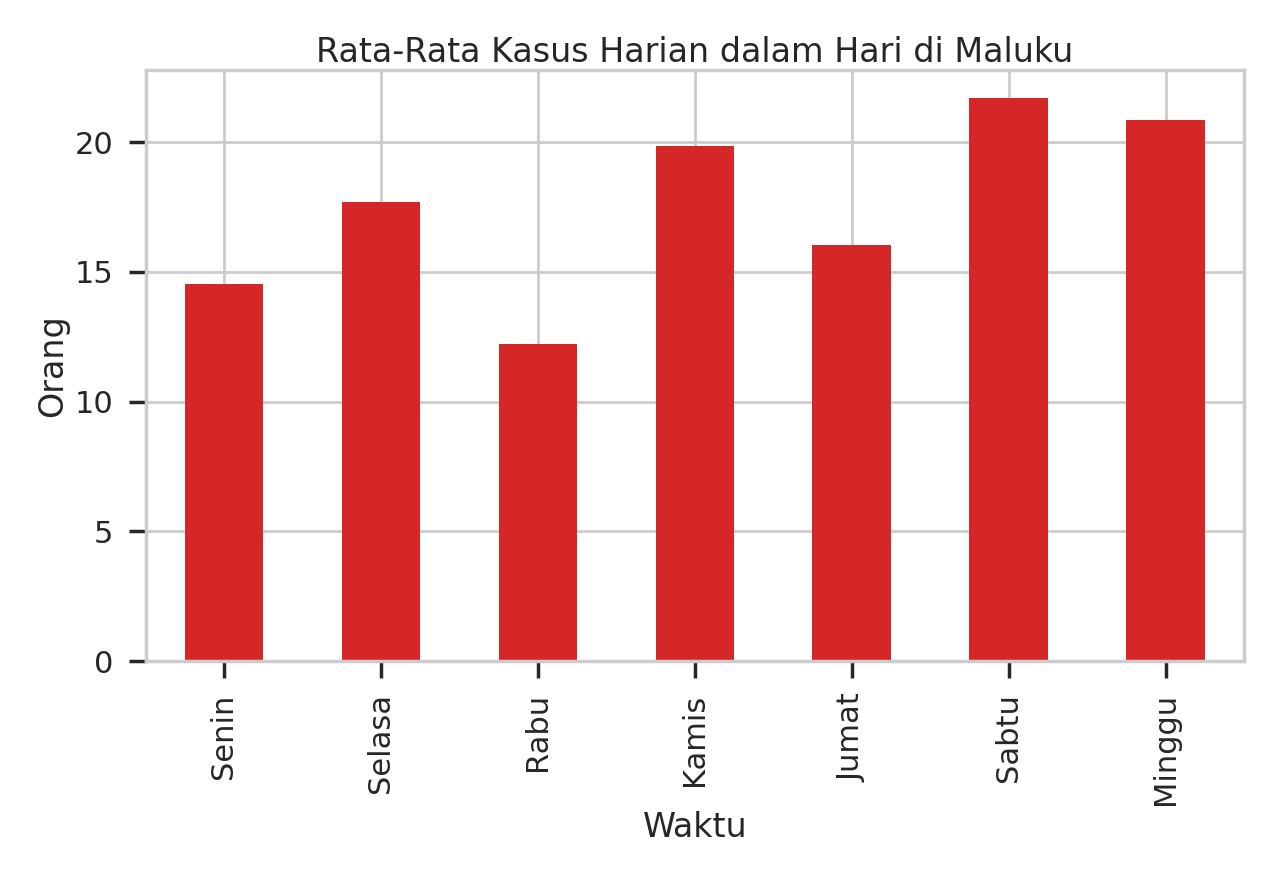 Rata-Rata Kasus Harian dalam Hari di Maluku
Orang
20
15
10
5
0
Senin
Selasa
Rabu
Kamis
Jumat
Sabtu
Minggu
Waktu